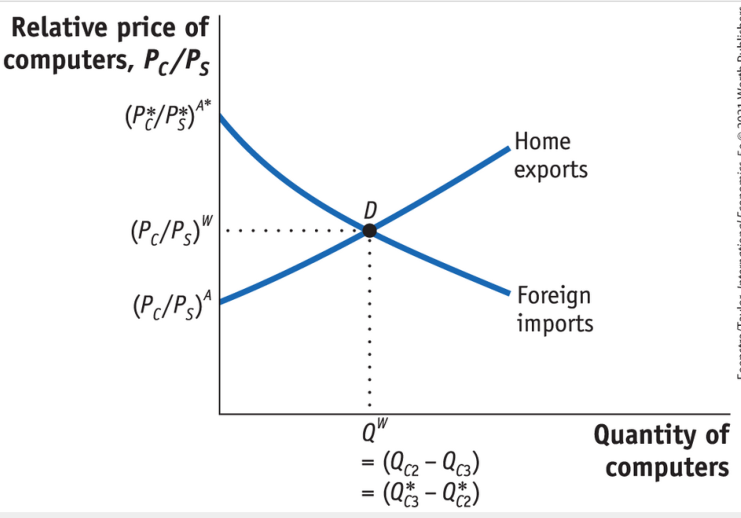 Relative price of
computers, P_C/P_S
(P*_C/P*_S)^A*
Home
exports
D
(P_C/P_S)^W
(P_C/P_S)^A
Foreign
imports
Q^W
= (Q_C2 – Q_C3)
= (Q*_C3 – Q*_C2)
Quantity of
computers